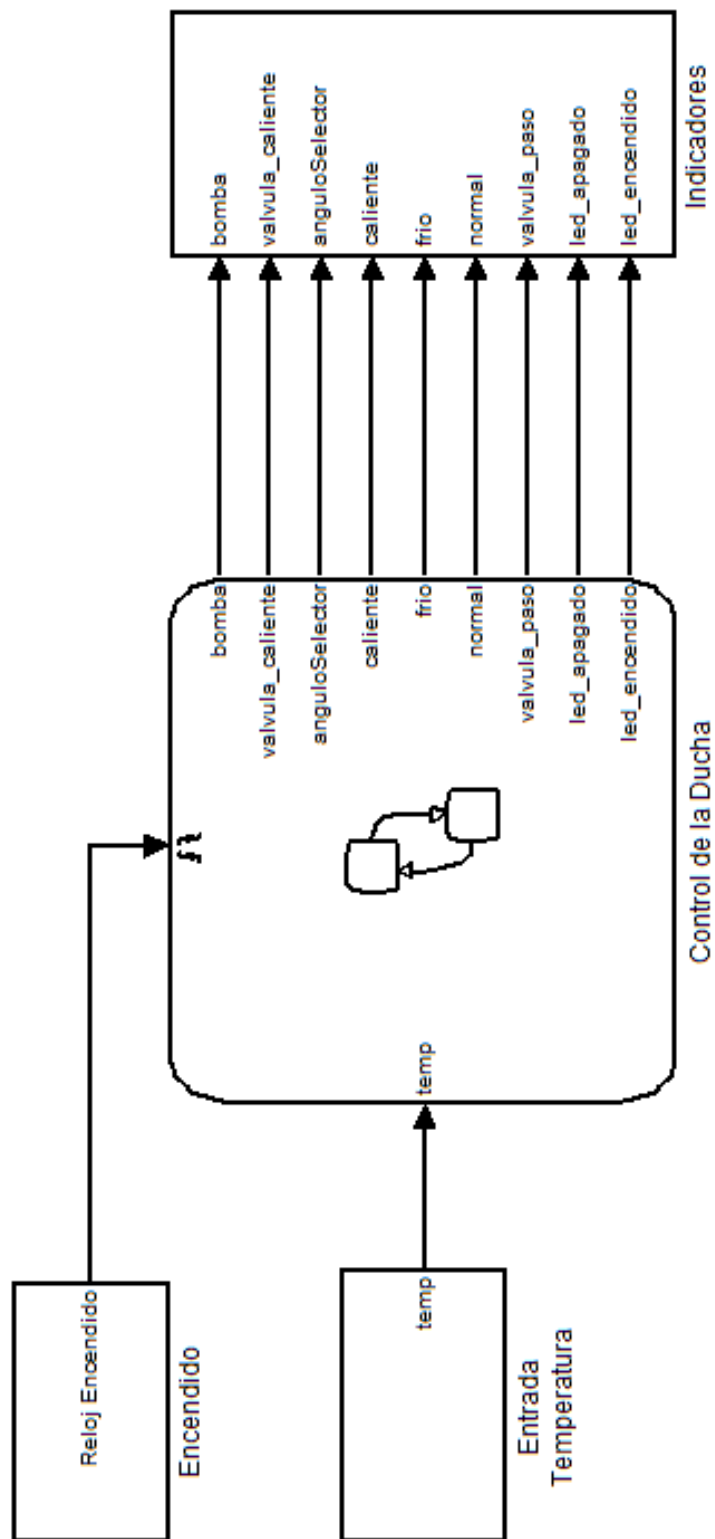 Reloj Encendido
Encendido
temp
Entrada
Temperatura
temp
bomba
valvula_caliente
anguloSelector
caliente
frio
normal
valvula_paso
led_apagado
led_encendido
Control de la Ducha
bomba
valvula_caliente
anguloSelector
caliente
frio
normal
valvula_paso
led_apagado
led_encendido
Indicadores